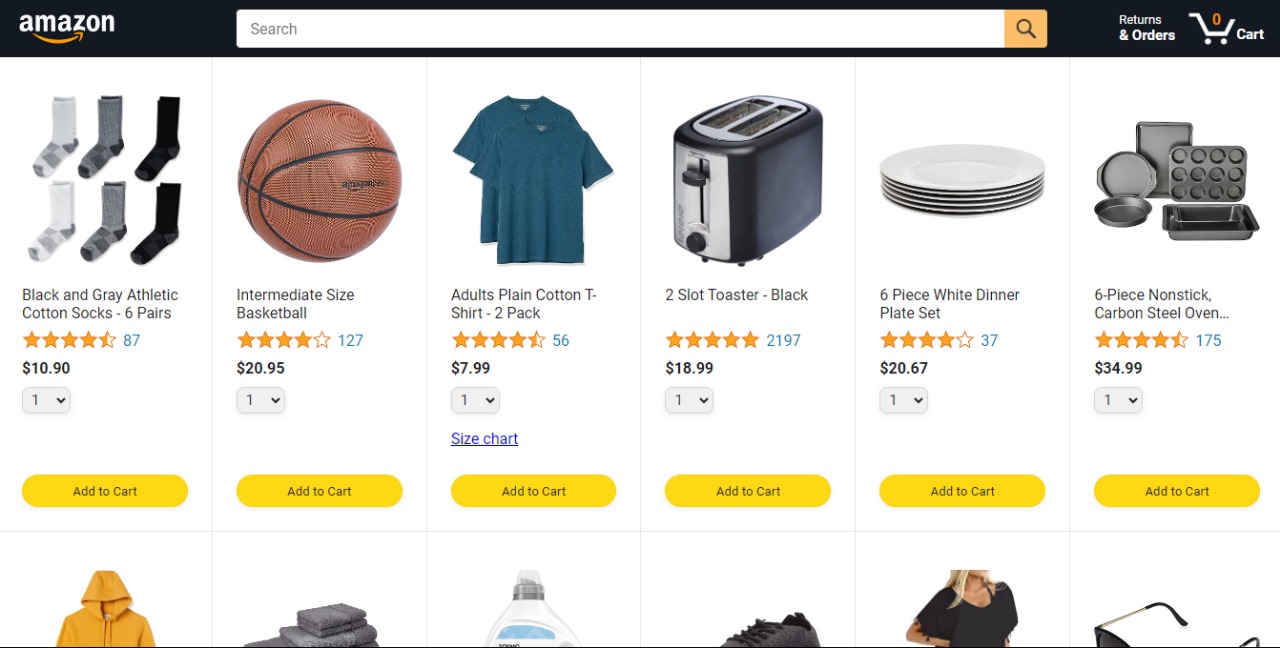 amazon
Search
Returns
& Orders
0
Cart
amazon
Black and Gray Athletic
Cotton Socks - 6 Pairs
87
$10.90
1
Add to Cart
Intermediate Size
Basketball
127
$20.95
1
Add to Cart
Adults Plain Cotton T-
Shirt - 2 Pack
56
$7.99
1
Size chart
Add to Cart
2 Slot Toaster - Black
2197
$18.99
1
Add to Cart
6 Piece White Dinner
Plate Set
37
$20.67
1
Add to Cart
6-Piece Nonstick,
Carbon Steel Oven...
175
$34.99
1
Add to Cart